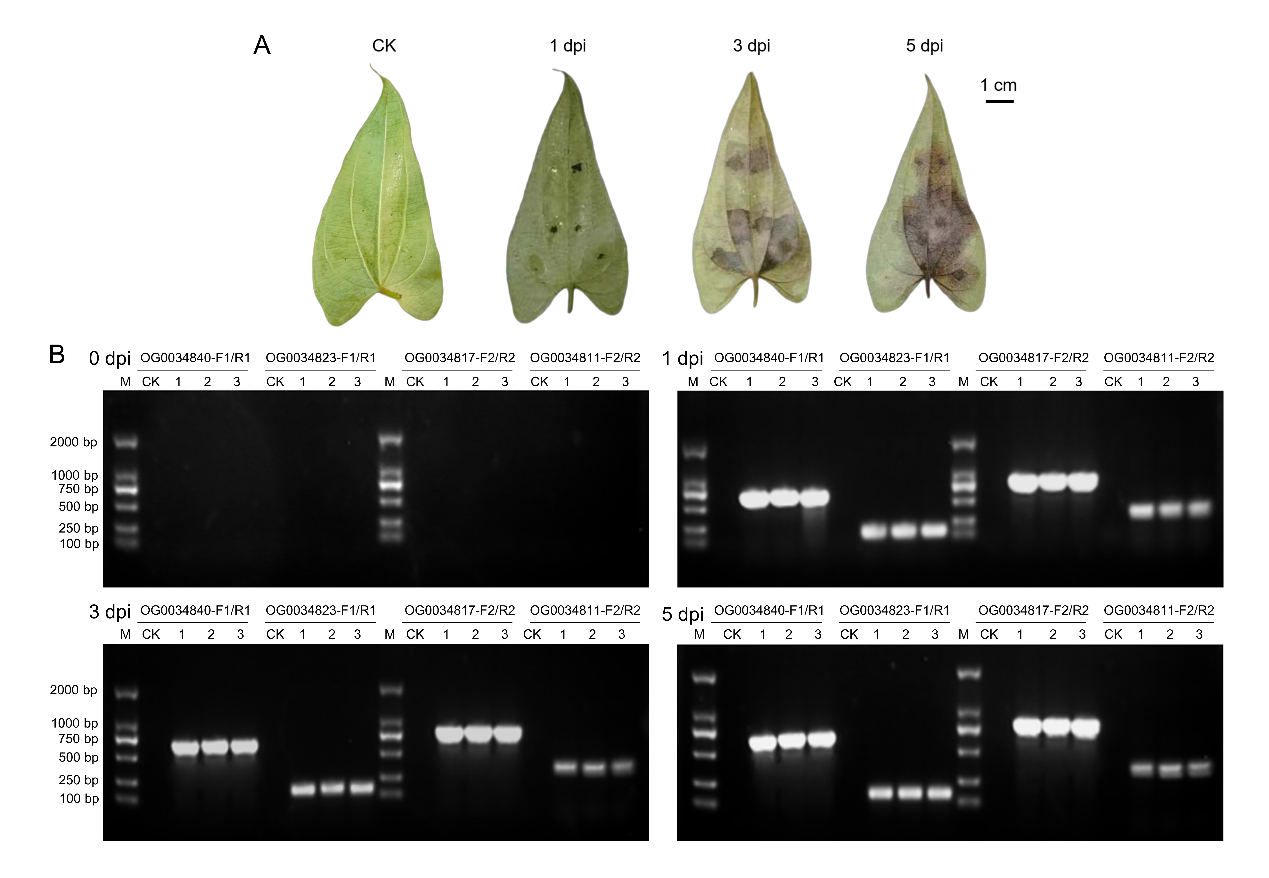 A CK 1 dpi 3 dpi 5 dpi
1 cm
B 0 dpi OG0034840-F1/R1 OG0034823-F1/R1 OG0034817-F2/R2 OG0034811-F2/R2
M CK 1 2 3 CK 1 2 3 M CK 1 2 3 CK 1 2 3
2000 bp
1000 bp
750 bp
500 bp
250 bp
100 bp
1 dpi OG0034840-F1/R1 OG0034823-F1/R1 OG0034817-F2/R2 OG0034811-F2/R2
M CK 1 2 3 CK 1 2 3 M CK 1 2 3 CK 1 2 3
3 dpi OG0034840-F1/R1 OG0034823-F1/R1 OG0034817-F2/R2 OG0034811-F2/R2
M CK 1 2 3 CK 1 2 3 M CK 1 2 3 CK 1 2 3
2000 bp
1000 bp
750 bp
500 bp
250 bp
100 bp
5 dpi OG0034840-F1/R1 OG0034823-F1/R1 OG0034817-F2/R2 OG0034811-F2/R2
M CK 1 2 3 CK 1 2 3 M CK 1 2 3 CK 1 2 3